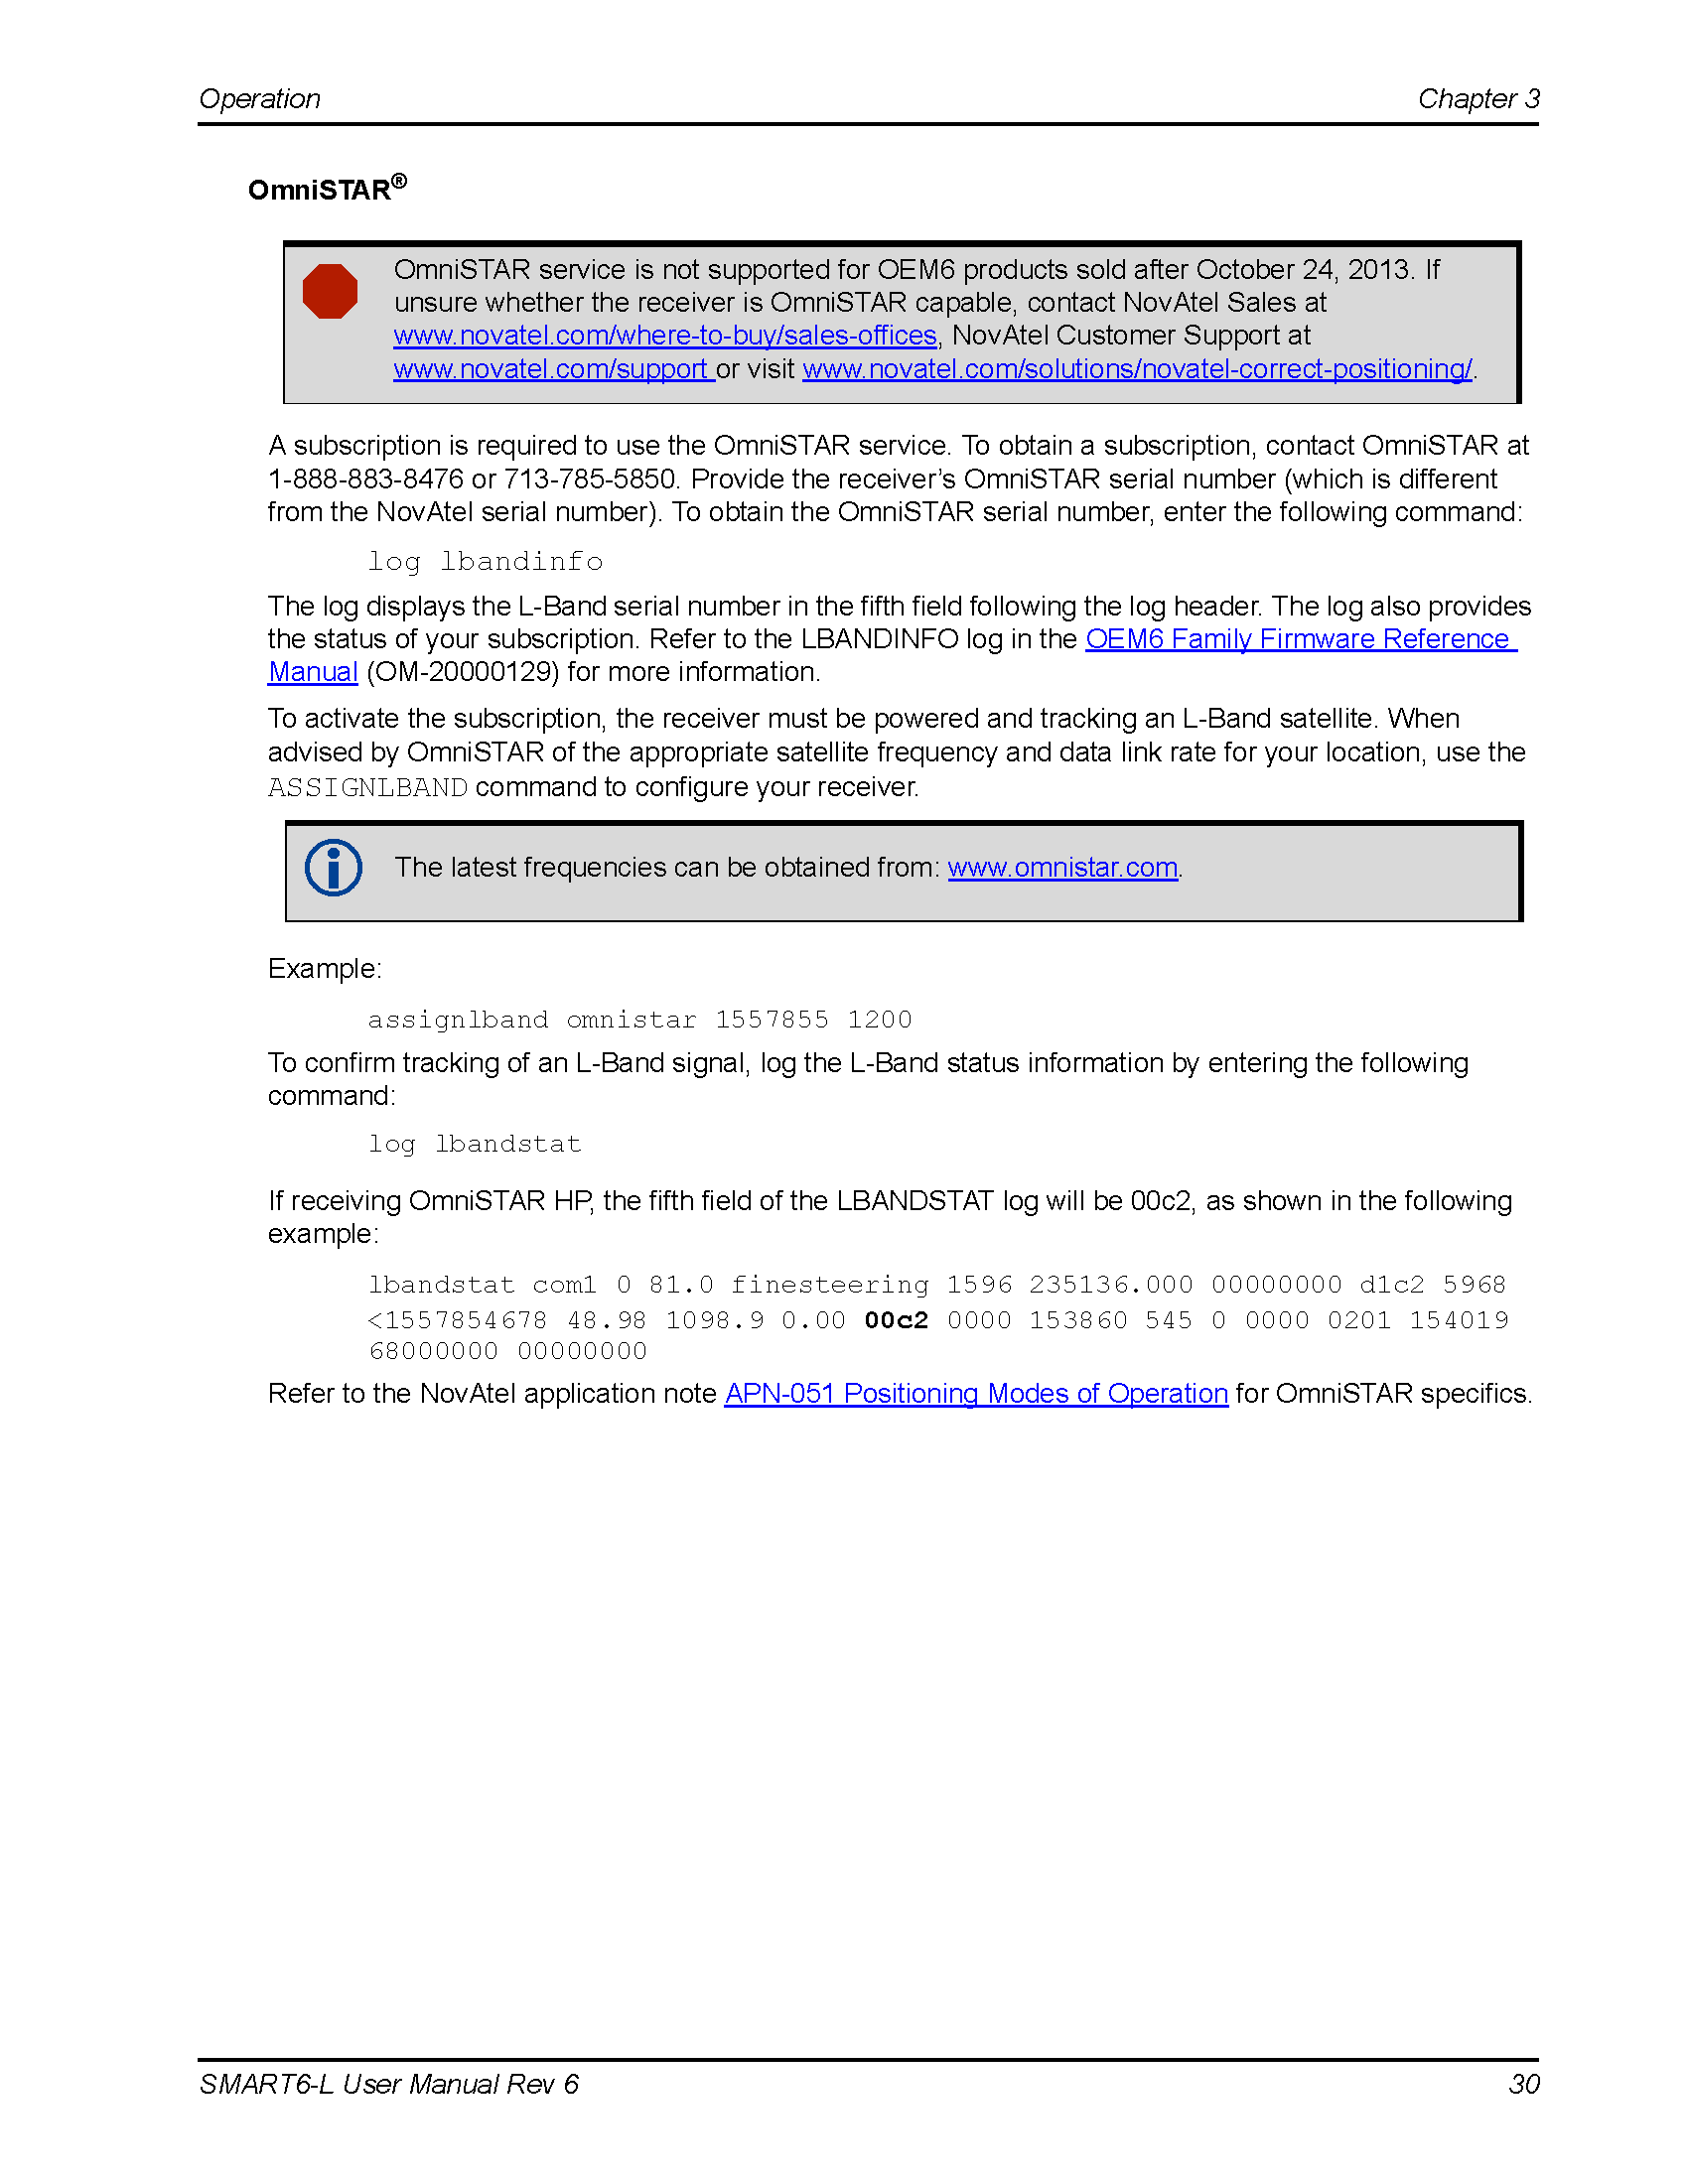 Operation Chapter 3
OmniSTAR®
OmniSTAR service is not supported for OEM6 products sold after October 24, 2013. If
unsure whether the receiver is OmniSTAR capable, contact NovAtel Sales at
www.novatel.com/where-to-buy/sales-offices, NovAtel Customer Support at
www.novatel.com/support or visit www.novatel.com/solutions/novatel-correct-positioning/.
A subscription is required to use the OmniSTAR service. To obtain a subscription, contact OmniSTAR at
1-888-883-8476 or 713-785-5850. Provide the receiver's OmniSTAR serial number (which is different
from the NovAtel serial number). To obtain the OmniSTAR serial number, enter the following command:
log lbandinfo
The log displays the L-Band serial number in the fifth field following the log header. The log also provides
the status of your subscription. Refer to the LBANDINFO log in the OEM6 Family Firmware Reference
Manual (OM-20000129) for more information.
To activate the subscription, the receiver must be powered and tracking an L-Band satellite. When
advised by OmniSTAR of the appropriate satellite frequency and data link rate for your location, use the
ASSIGNLBAND command to configure your receiver.
The latest frequencies can be obtained from: www.omnistar.com.
Example:
assignlband omnistar 1557855 1200
To confirm tracking of an L-Band signal, log the L-Band status information by entering the following
command:
log lbandstat
If receiving OmniSTAR HP, the fifth field of the LBANDSTAT log will be 00c2, as shown in the following
example:
lbandstat com1 0 81.0 finesteering 1596 235136.000 00000000 d1c2 5968
<1557854678 48.98 1098.9 0.00 00c2 0000 153860 545 0 0000 0201 154019
68000000 00000000
Refer to the NovAtel application note APN-051 Positioning Modes of Operation for OmniSTAR specifics.
SMART6-L User Manual Rev 6 30